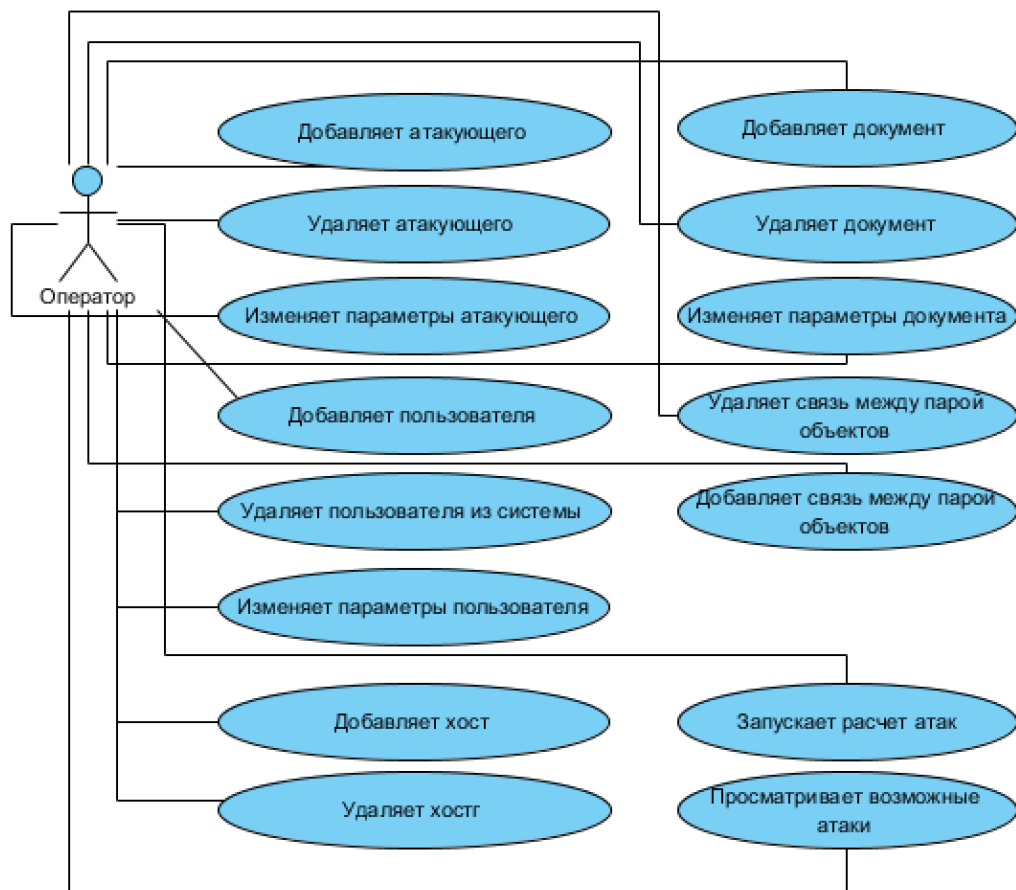 Добавляет атакующего
Добавляет документ
Удаляет атакующего
Удаляет документ
Оператор
Изменяет параметры атакующего
Изменяет параметры документа
Добавляет пользователя
Удаляет связь между парой
объектов
Удаляет пользователя из системы
Добавляет связь между парой
объектов
Изменяет параметры пользователя
Добавляет хост
Запускает расчет атак
Удаляет хостг
Просматривает возможные
атаки